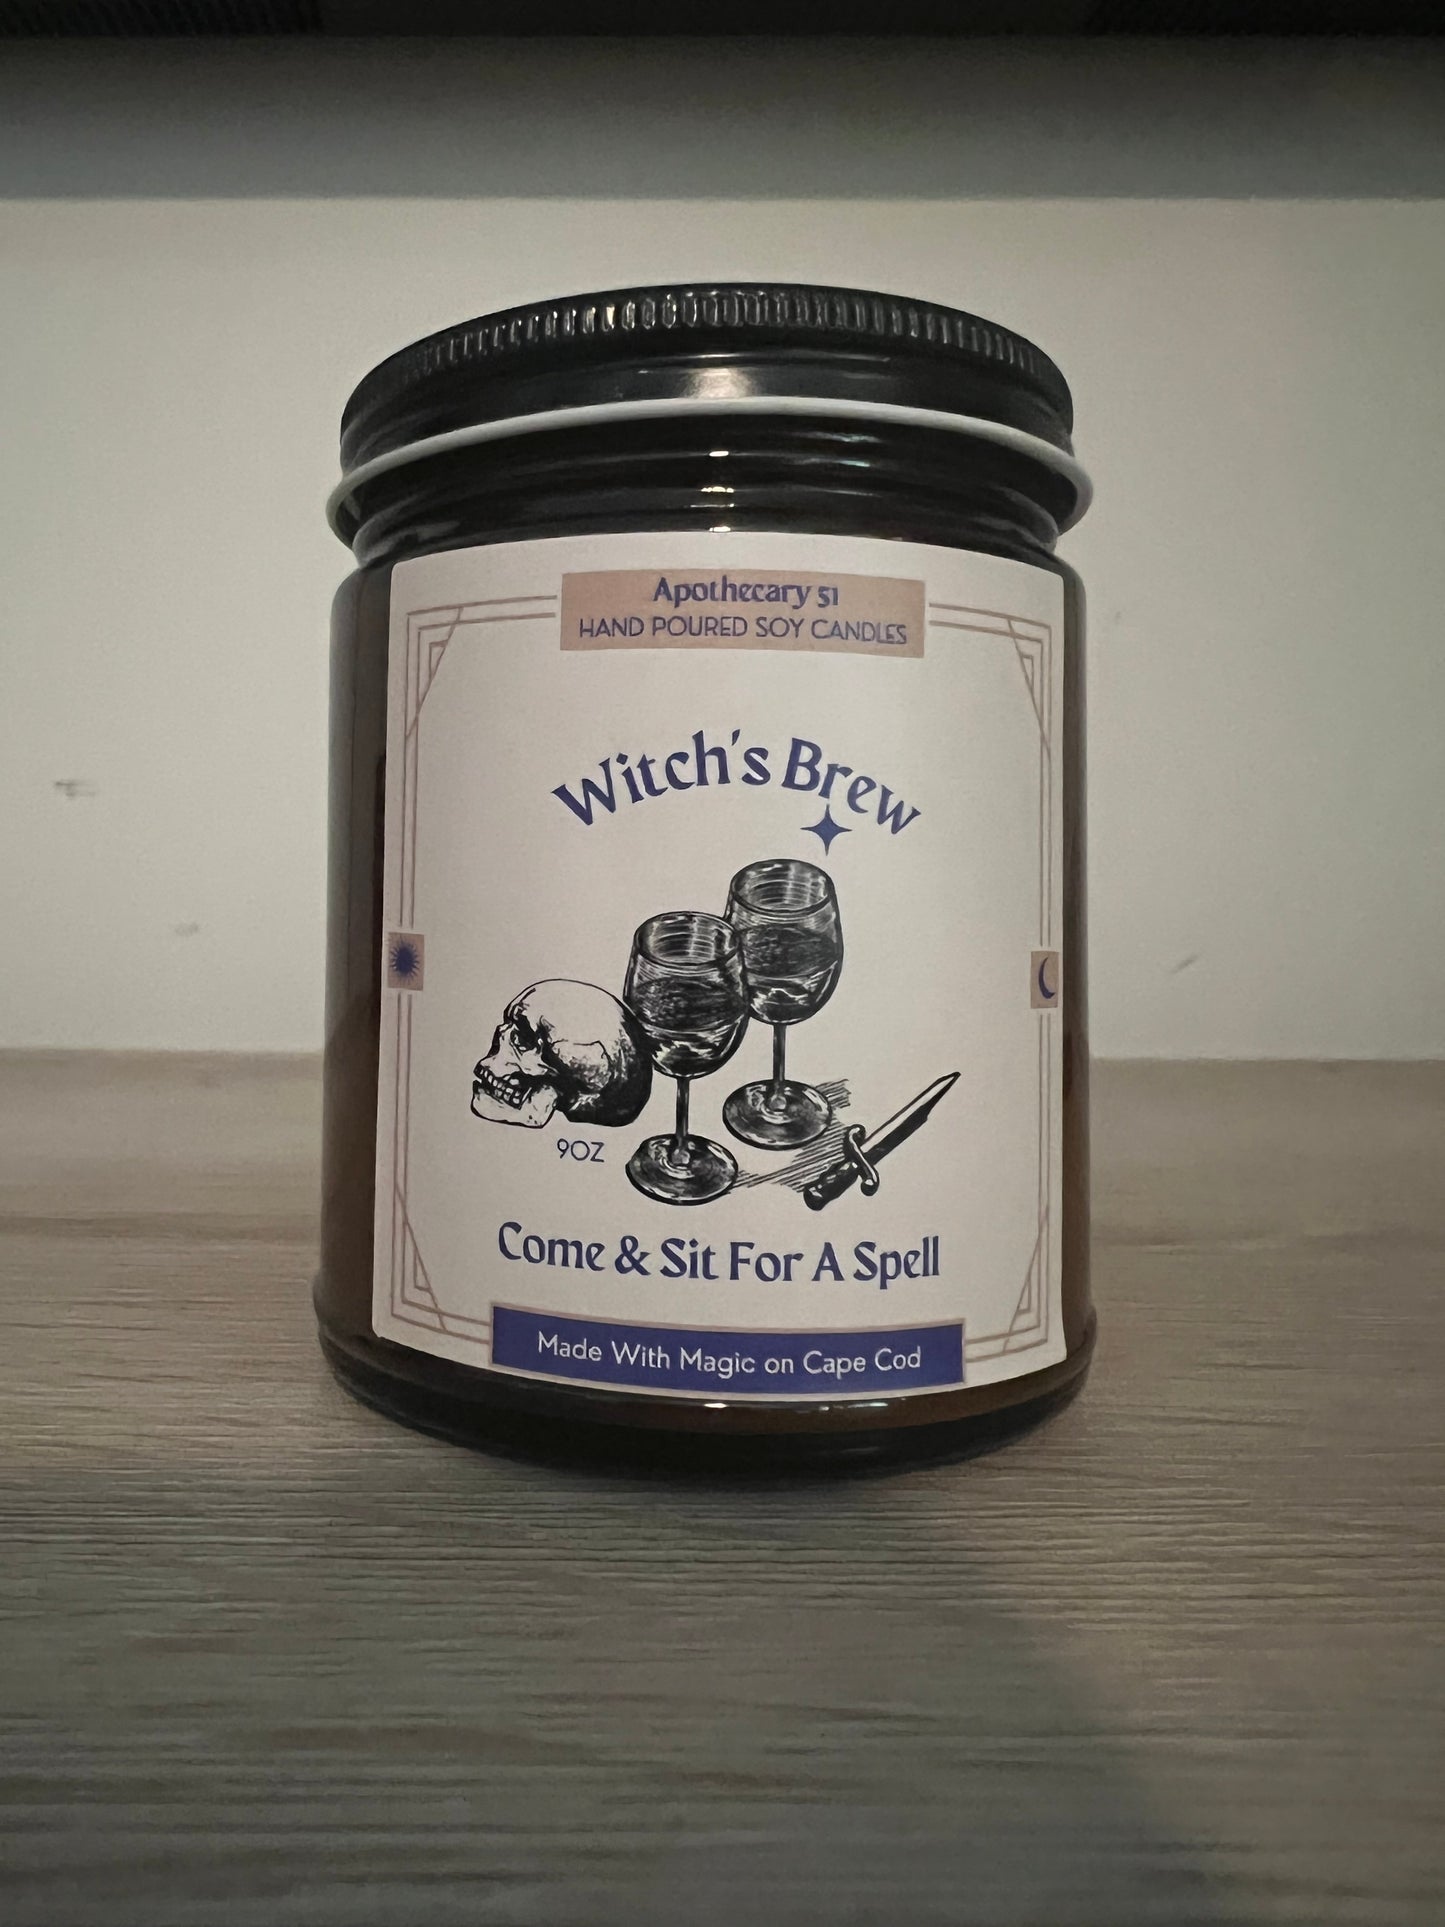 Apothecary 51
HAND POURED SOY CANDLES
Witch's Brew
9OZ
Come & Sit For A Spell
Made With Magic on Cape Cod